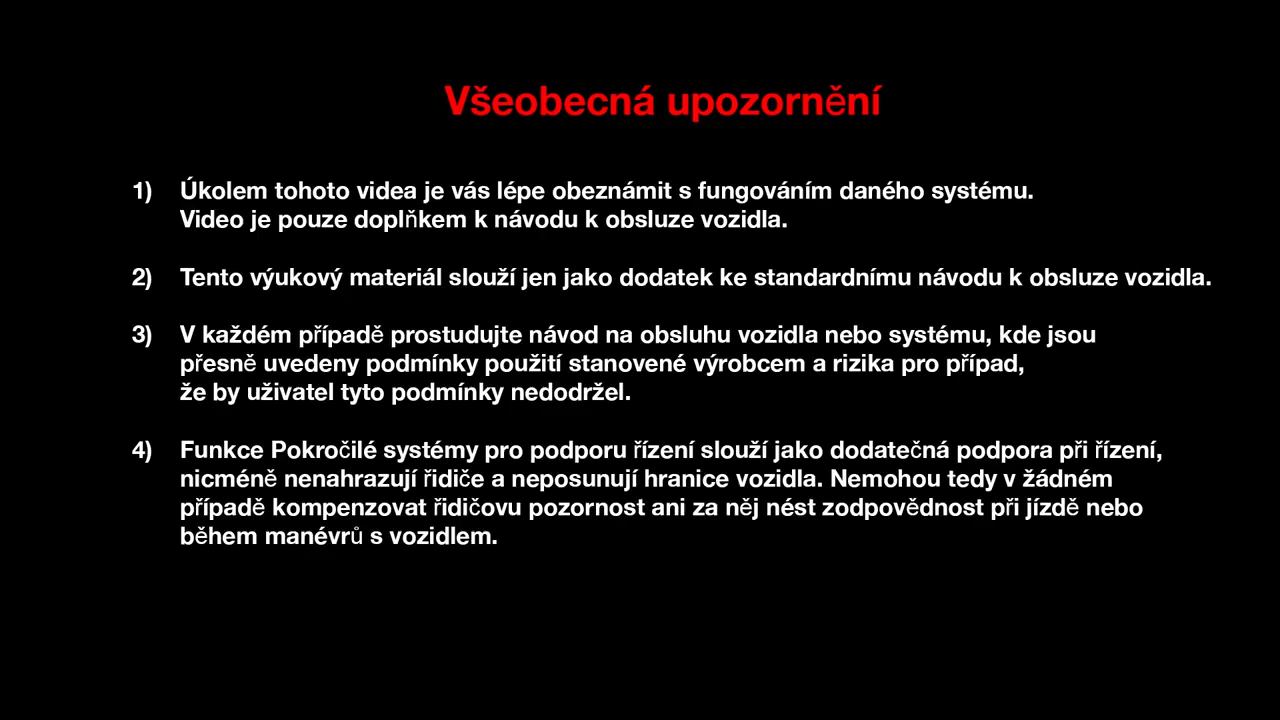 Všeobecná upozornění
1) Úkolem tohoto videa je vás lépe obeznámit s fungováním daného systému.
Video je pouze doplňkem k návodu k obsluze vozidla.
2) Tento výukový materiál slouží jen jako dodatek ke standardnímu návodu k obsluze vozidla.
3) V každém případě prostudujte návod na obsluhu vozidla nebo systému, kde jsou
přesně uvedeny podmínky použití stanovené výrobcem a rizika pro případ,
že by uživatel tyto podmínky nedodržel.
4) Funkce Pokročilé systémy pro podporu řízení slouží jako dodatečná podpora při řízení,
nicméně nenahrazují řidiče a neposunují hranice vozidla. Nemohou tedy v žádném
případě kompenzovat řidičovu pozornost ani za něj nést zodpovědnost při jízdě nebo
během manévrů s vozidlem.